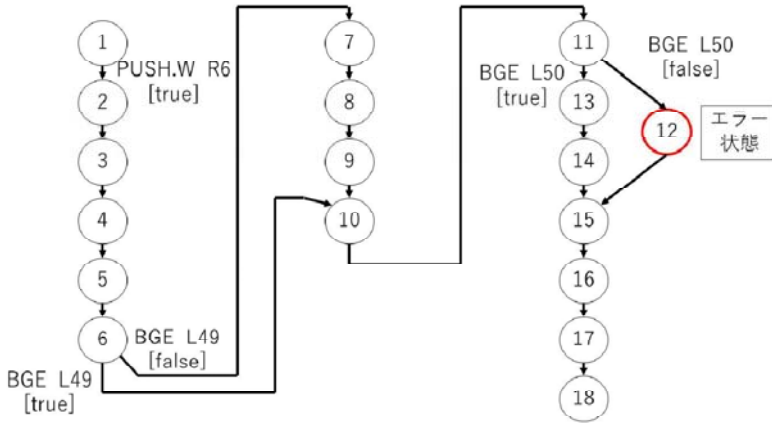 1
PUSH.W R6
[true]
2
3
4
5
6
BGE L49
[false]
BGE L49
[true]
7
8
9
10
11
BGE L50
[true]
BGE L50
[false]
12
エラー
状態
13
14
15
16
17
18